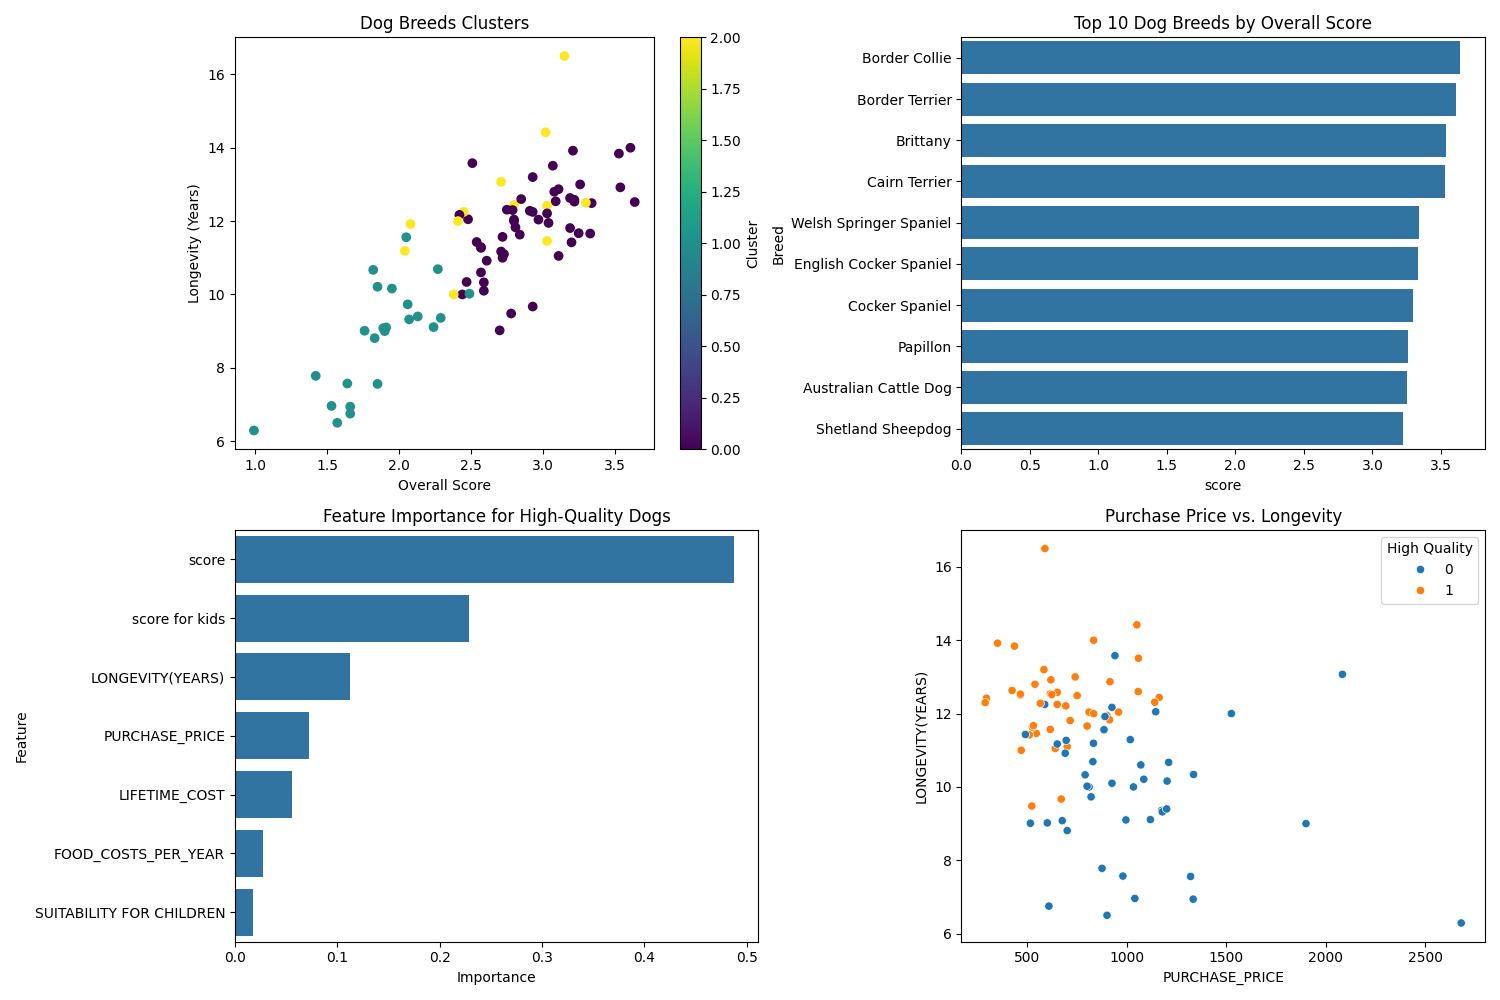 Dog Breeds Clusters
Longevity (Years)
16
14
12
10
8
6
1.0 1.5 2.0 2.5 3.0 3.5
Overall Score
2.00
1.75
1.50
1.25
1.00
0.75
0.50
0.25
0.00
Cluster
Top 10 Dog Breeds by Overall Score
Breed
Border Collie
Border Terrier
Brittany
Cairn Terrier
Welsh Springer Spaniel
English Cocker Spaniel
Cocker Spaniel
Papillon
Australian Cattle Dog
Shetland Sheepdog
0.0 0.5 1.0 1.5 2.0 2.5 3.0 3.5
score
Feature Importance for High-Quality Dogs
Feature
score
score for kids
LONGEVITY(YEARS)
PURCHASE_PRICE
LIFETIME_COST
FOOD_COSTS_PER_YEAR
SUITABILITY FOR CHILDREN
0.0 0.1 0.2 0.3 0.4 0.5
Importance
Purchase Price vs. Longevity
High Quality
0
1
LONGEVITY(YEARS)
16
14
12
10
8
6
500 1000 1500 2000 2500
PURCHASE_PRICE